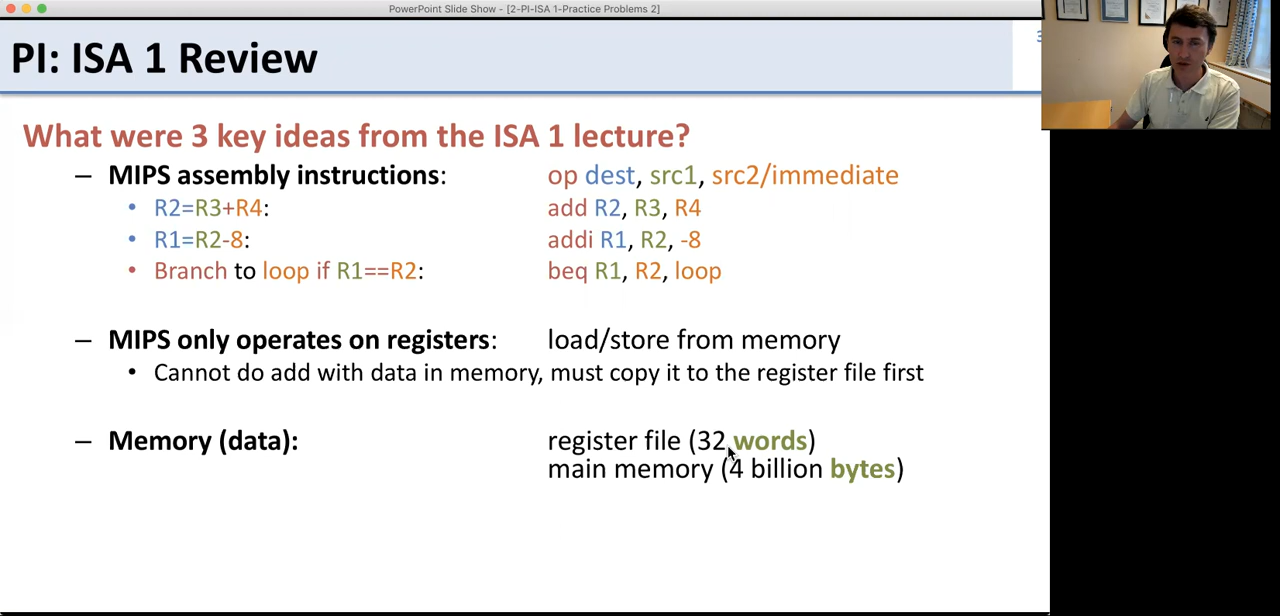 PowerPoint Slide Show - [2-PI-ISA 1-Practice Problems 2]
PI: ISA 1 Review
What were 3 key ideas from the ISA 1 lecture?
– MIPS assembly instructions: op dest, src1, src2/immediate
• R2=R3+R4: add R2, R3, R4
• R1=R2-8: addi R1, R2, -8
• Branch to loop if R1==R2: beq R1, R2, loop
– MIPS only operates on registers: load/store from memory
• Cannot do add with data in memory, must copy it to the register file first
– Memory (data): register file (32 words)
main memory (4 billion bytes)